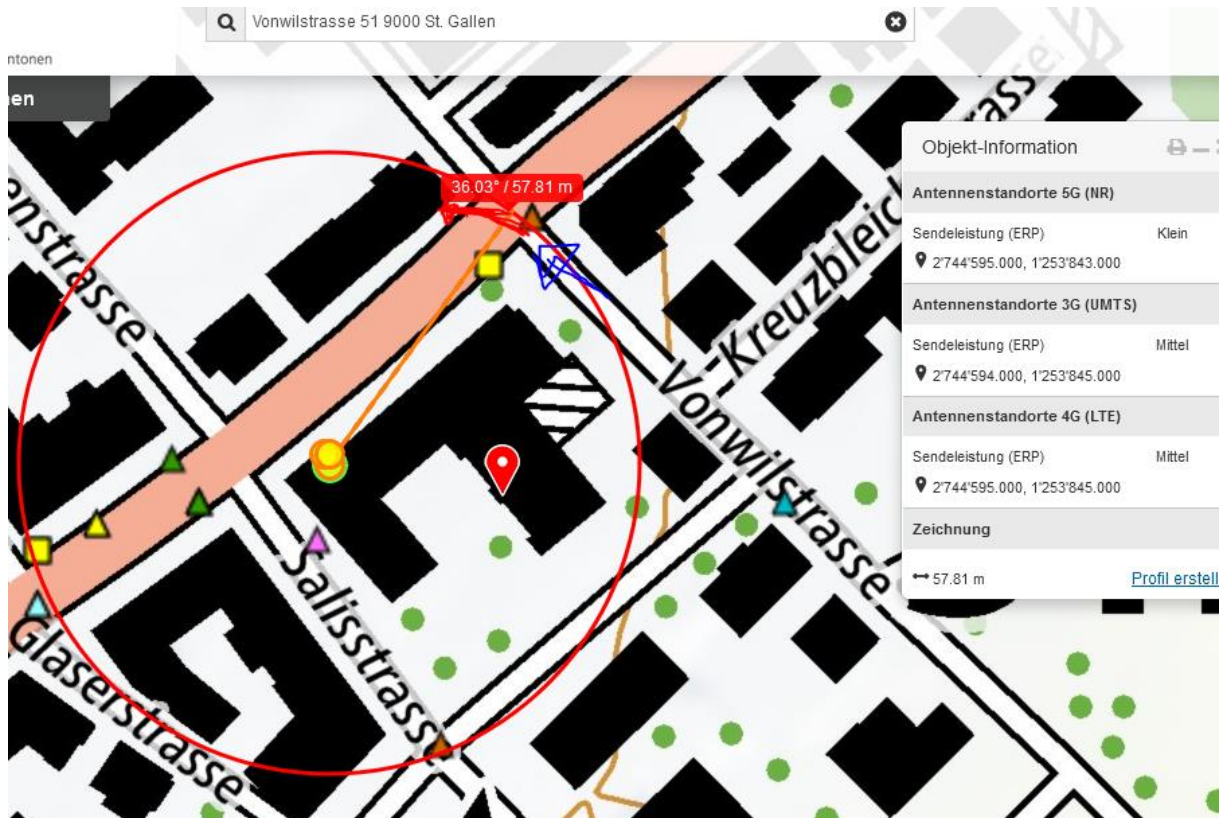 Vonwilstrasse 51 9000 St. Gallen
ntonen
en
36.03° / 57.81 m
Objekt-Information
Antennenstandorte 5G (NR)
Sendeleistung (ERP) Klein
2'744'595.000, 1'253'843.000
Antennenstandorte 3G (UMTS)
Sendeleistung (ERP) Mittel
2'744'594.000, 1'253'845.000
Antennenstandorte 4G (LTE)
Sendeleistung (ERP) Mittel
2'744'595.000, 1'253'845.000
Zeichnung
57.81 m Profil erstell
enstrasse
Kreuzbleic
rasse
Vonwilstrasse
Salisstrasse
Glaserstrasse